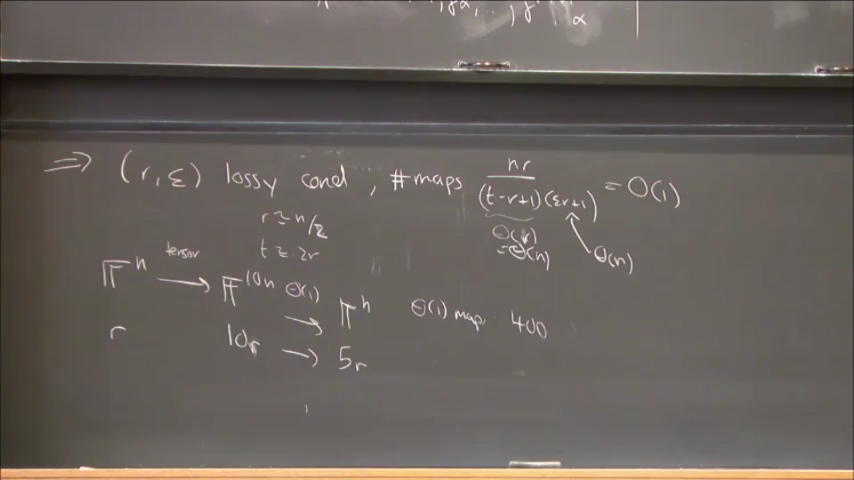 ⇒ (r, ε) lossy cond, #maps nr / (t-r+1)(εr+1) = O(1)
r ≈ n/2
t = 2r
Θ(r)
= Θ(n)
Θ(n)
𝔽^n → tensor 𝔽^10n Θ(1) → 𝔽^n Θ(1) maps 400
r 10r → 5r